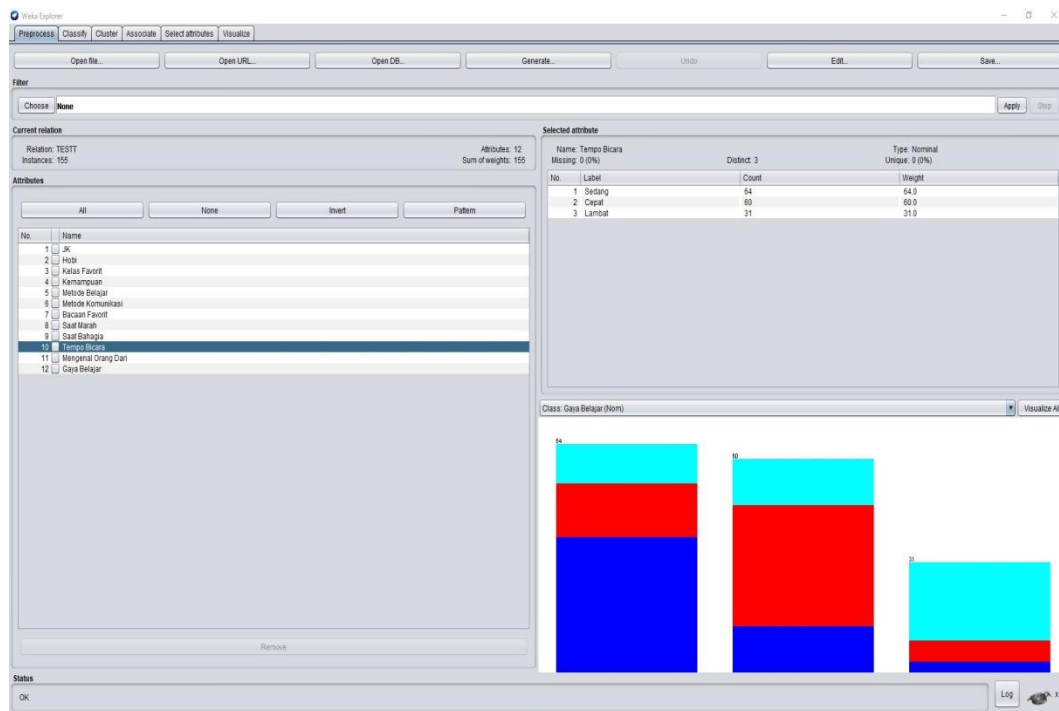 Weka Explorer
Preprocess Classify Cluster Associate Select attributes Visualize
Open file... Open URL... Open DB... Generate... Undo Edit... Save...
Filter
Choose None Apply Stop
Current relation
Relation: TESTT Attributes: 12
Instances: 155 Sum of weights: 155
Attributes
All None Invert Pattern
No. Name
1 JK
2 Hobi
3 Kelas Favorit
4 Kemampuan
5 Metode Belajar
6 Metode Komunikasi
7 Bacaan Favorit
8 Saat Marah
9 Saat Bahagia
10 Tempo Bicara
11 Mengenal Orang Dari
12 Gaya Belajar
Remove
Selected attribute
Name: Tempo Bicara Type: Nominal
Missing: 0 (0%) Distinct: 3 Unique: 0 (0%)
No. Label Count Weight
1 Sedang 64 64.0
2 Cepat 60 60.0
3 Lambat 31 31.0
Class: Gaya Belajar (Nom) Visualize Al
64
60
31
Status
OK Log x